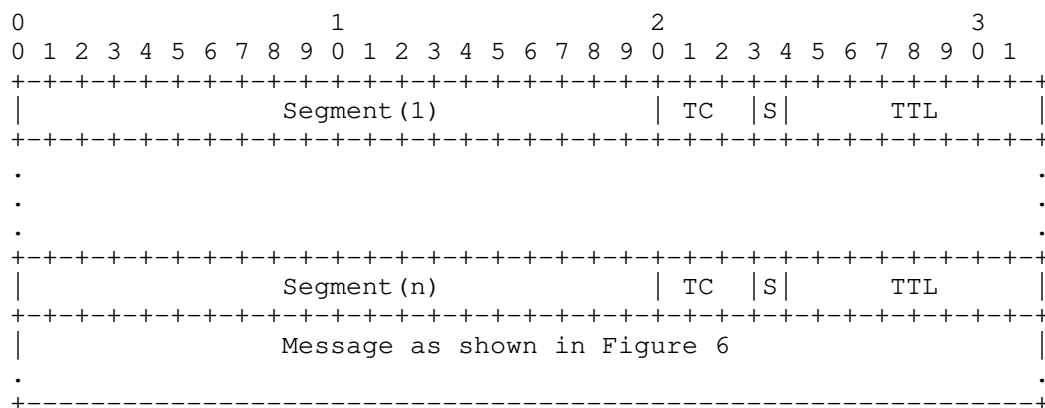 0                   1                   2                   3
0 1 2 3 4 5 6 7 8 9 0 1 2 3 4 5 6 7 8 9 0 1 2 3 4 5 6 7 8 9 0 1
+-+-+-+-+-+-+-+-+-+-+-+-+-+-+-+-+-+-+-+-+-+-+-+-+-+-+-+-+-+-+-+-+
|                Segment(1)             | TC  |S|      TTL      |
+-+-+-+-+-+-+-+-+-+-+-+-+-+-+-+-+-+-+-+-+-+-+-+-+-+-+-+-+-+-+-+-+
.                                                               .
.                                                               .
.                                                               .
+-+-+-+-+-+-+-+-+-+-+-+-+-+-+-+-+-+-+-+-+-+-+-+-+-+-+-+-+-+-+-+-+
|                Segment(n)             | TC  |S|      TTL      |
+-+-+-+-+-+-+-+-+-+-+-+-+-+-+-+-+-+-+-+-+-+-+-+-+-+-+-+-+-+-+-+-+
|                Message as shown in Figure 6                   |
.                                                               .
+---------------------------------------------------------------+